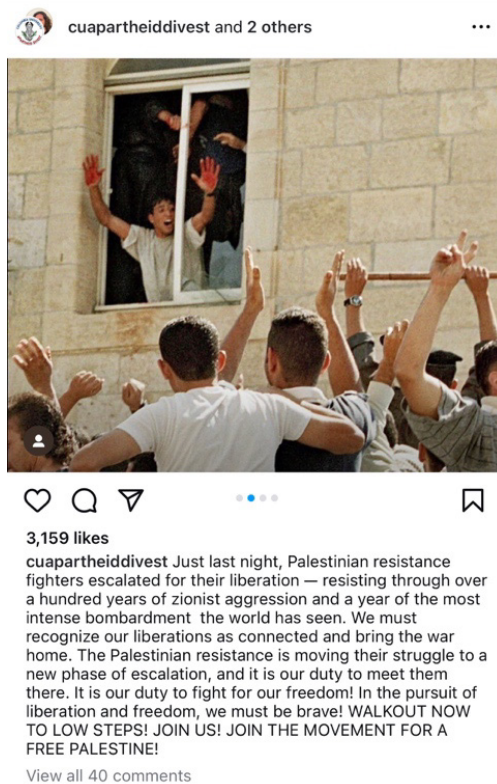 cuapartheiddivest and 2 others
3,159 likes
cuapartheiddivest Just last night, Palestinian resistance
fighters escalated for their liberation — resisting through over
a hundred years of zionist aggression and a year of the most
intense bombardment  the world has seen. We must
recognize our liberations as connected and bring the war
home. The Palestinian resistance is moving their struggle to a
new phase of escalation, and it is our duty to meet them
there. It is our duty to fight for our freedom! In the pursuit of
liberation and freedom, we must be brave! WALKOUT NOW
TO LOW STEPS! JOIN US! JOIN THE MOVEMENT FOR A
FREE PALESTINE!
View all 40 comments